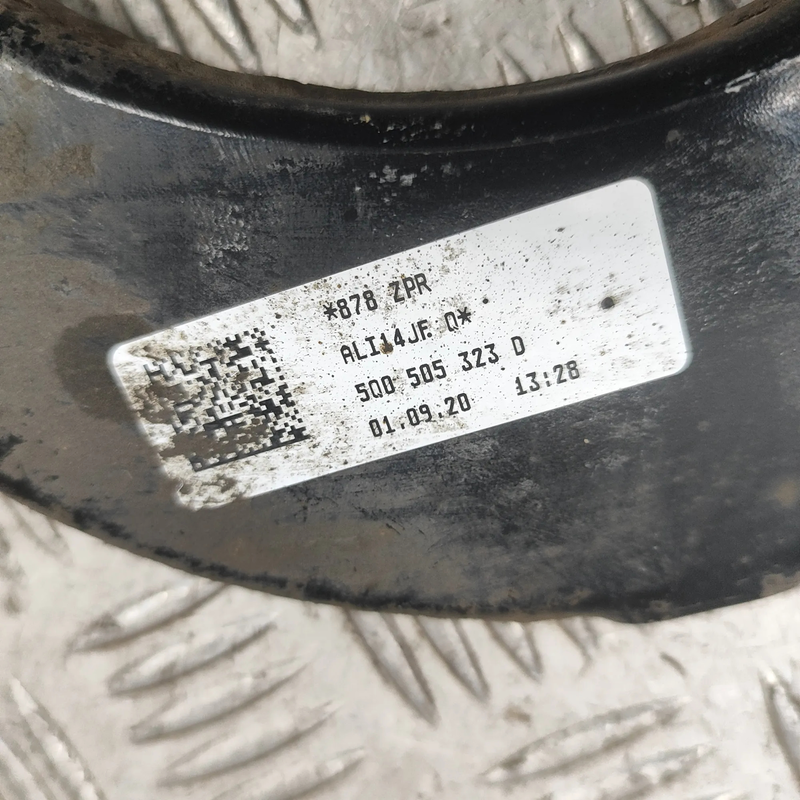 *878 ZPR
ALI14JF Q*
5Q0 505 323 D
01.09.20 13:28